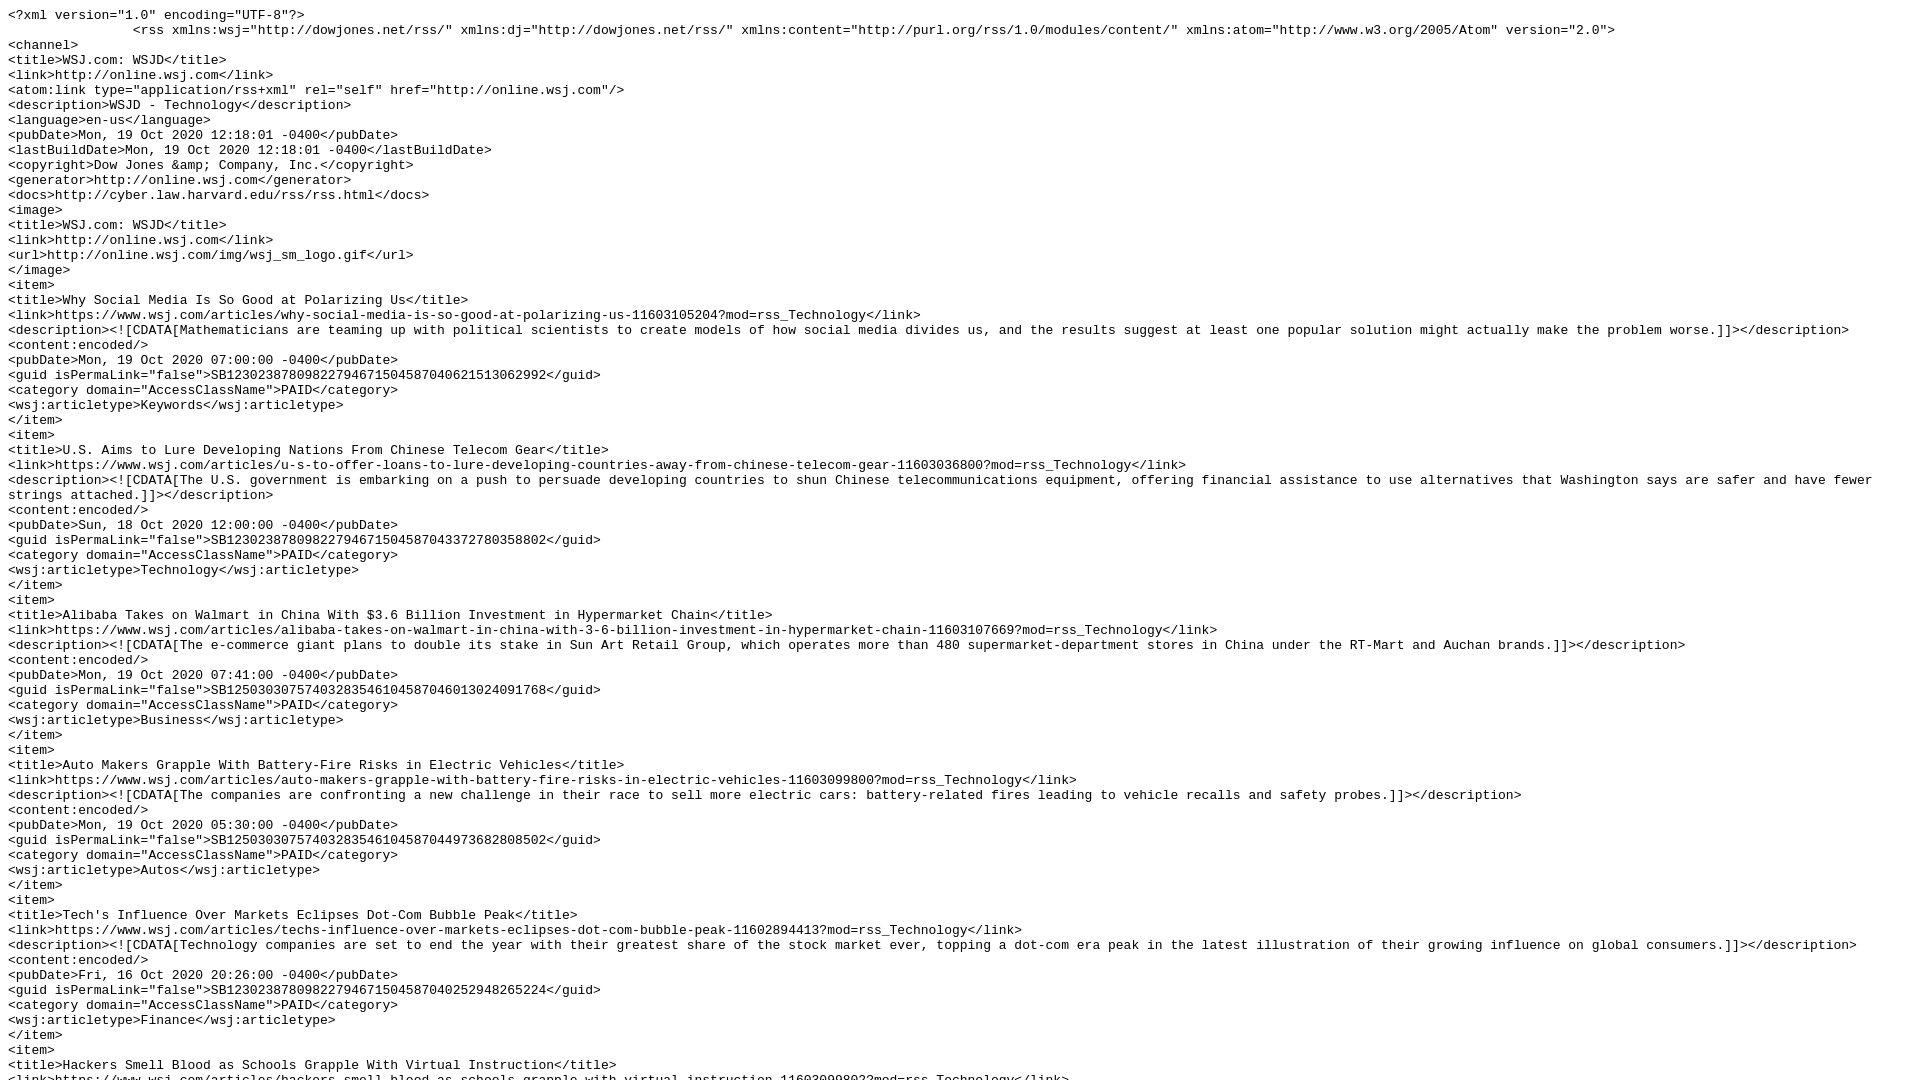 <?xml version="1.0" encoding="UTF-8"?>
<rss xmlns:wsj="http://dowjones.net/rss/" xmlns:dj="http://dowjones.net/rss/" xmlns:content="http://purl.org/rss/1.0/modules/content/" xmlns:atom="http://www.w3.org/2005/Atom" version="2.0">
<channel>
<title>WSJ.com: WSJD</title>
<link>http://online.wsj.com</link>
<atom:link type="application/rss+xml" rel="self" href="http://online.wsj.com"/>
<description>WSJD - Technology</description>
<language>en-us</language>
<pubDate>Mon, 19 Oct 2020 12:18:01 -0400</pubDate>
<lastBuildDate>Mon, 19 Oct 2020 12:18:01 -0400</lastBuildDate>
<copyright>Dow Jones &amp; Company, Inc.</copyright>
<generator>http://online.wsj.com</generator>
<docs>http://cyber.law.harvard.edu/rss/rss.html</docs>
<image>
<title>WSJ.com: WSJD</title>
<link>http://online.wsj.com</link>
<url>http://online.wsj.com/img/wsj_sm_logo.gif</url>
</image>
<item>
<title>Why Social Media Is So Good at Polarizing Us</title>
<link>https://www.wsj.com/articles/why-social-media-is-so-good-at-polarizing-us-11603105204?mod=rss_Technology</link>
<description><![CDATA[Mathematicians are teaming up with political scientists to create models of how social media divides us, and the results suggest at least one popular solution might actually make the problem worse.]]></description>
<content:encoded/>
<pubDate>Mon, 19 Oct 2020 07:00:00 -0400</pubDate>
<guid isPermaLink="false">SB12302387809822794671504587040621513062992</guid>
<category domain="AccessClassName">PAID</category>
<wsj:articletype>Keywords</wsj:articletype>
</item>
<item>
<title>U.S. Aims to Lure Developing Nations From Chinese Telecom Gear</title>
<link>https://www.wsj.com/articles/u-s-to-offer-loans-to-lure-developing-countries-away-from-chinese-telecom-gear-11603036800?mod=rss_Technology</link>
<description><![CDATA[The U.S. government is embarking on a push to persuade developing countries to shun Chinese telecommunications equipment, offering financial assistance to use alternatives that Washington says are safer and have fewer
strings attached.]]></description>
<content:encoded/>
<pubDate>Sun, 18 Oct 2020 12:00:00 -0400</pubDate>
<guid isPermaLink="false">SB12302387809822794671504587043372780358802</guid>
<category domain="AccessClassName">PAID</category>
<wsj:articletype>Technology</wsj:articletype>
</item>
<item>
<title>Alibaba Takes on Walmart in China With $3.6 Billion Investment in Hypermarket Chain</title>
<link>https://www.wsj.com/articles/alibaba-takes-on-walmart-in-china-with-3-6-billion-investment-in-hypermarket-chain-11603107669?mod=rss_Technology</link>
<description><![CDATA[The e-commerce giant plans to double its stake in Sun Art Retail Group, which operates more than 480 supermarket-department stores in China under the RT-Mart and Auchan brands.]]></description>
<content:encoded/>
<pubDate>Mon, 19 Oct 2020 07:41:00 -0400</pubDate>
<guid isPermaLink="false">SB12503030757403283546104587046013024091768</guid>
<category domain="AccessClassName">PAID</category>
<wsj:articletype>Business</wsj:articletype>
</item>
<item>
<title>Auto Makers Grapple With Battery-Fire Risks in Electric Vehicles</title>
<link>https://www.wsj.com/articles/auto-makers-grapple-with-battery-fire-risks-in-electric-vehicles-11603099800?mod=rss_Technology</link>
<description><![CDATA[The companies are confronting a new challenge in their race to sell more electric cars: battery-related fires leading to vehicle recalls and safety probes.]]></description>
<content:encoded/>
<pubDate>Mon, 19 Oct 2020 05:30:00 -0400</pubDate>
<guid isPermaLink="false">SB12503030757403283546104587044973682808502</guid>
<category domain="AccessClassName">PAID</category>
<wsj:articletype>Autos</wsj:articletype>
</item>
<item>
<title>Tech's Influence Over Markets Eclipses Dot-Com Bubble Peak</title>
<link>https://www.wsj.com/articles/techs-influence-over-markets-eclipses-dot-com-bubble-peak-11602894413?mod=rss_Technology</link>
<description><![CDATA[Technology companies are set to end the year with their greatest share of the stock market ever, topping a dot-com era peak in the latest illustration of their growing influence on global consumers.]]></description>
<content:encoded/>
<pubDate>Fri, 16 Oct 2020 20:26:00 -0400</pubDate>
<guid isPermaLink="false">SB12302387809822794671504587040252948265224</guid>
<category domain="AccessClassName">PAID</category>
<wsj:articletype>Finance</wsj:articletype>
</item>
<item>
<title>Hackers Smell Blood as Schools Grapple With Virtual Instruction</title>
<link>https://www.wsj.com/articles/hackers-smell-blood-as-schools-grapple-with-virtual-instruction-11603099802?mod=rss_Technology</link>